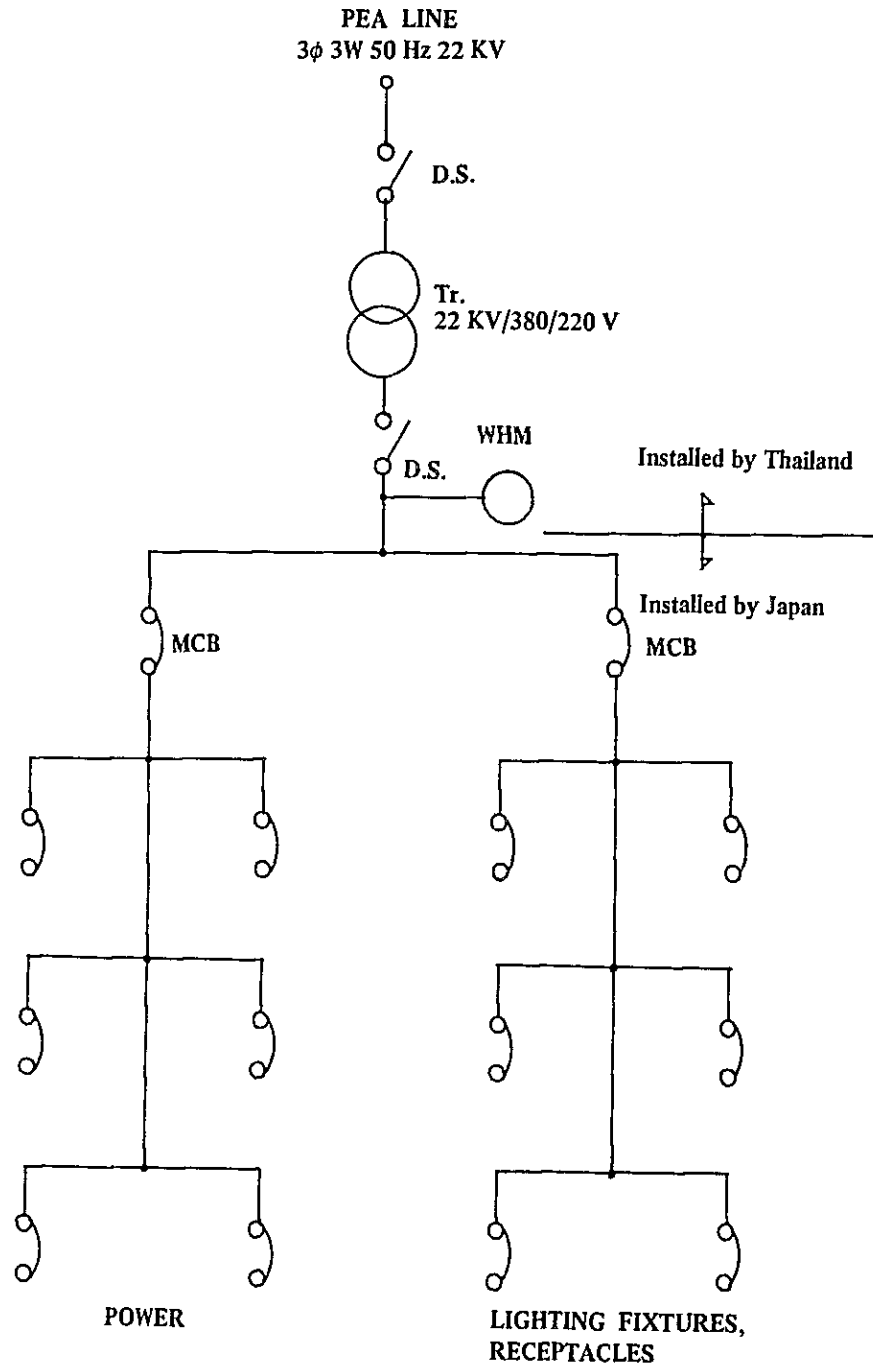 PEA LINE
3φ 3W 50 Hz 22 KV
D.S.
Tr.
22 KV/380/220 V
WHM
D.S.
Installed by Thailand
Installed by Japan
MCB
MCB
POWER
LIGHTING FIXTURES,
RECEPTACLES